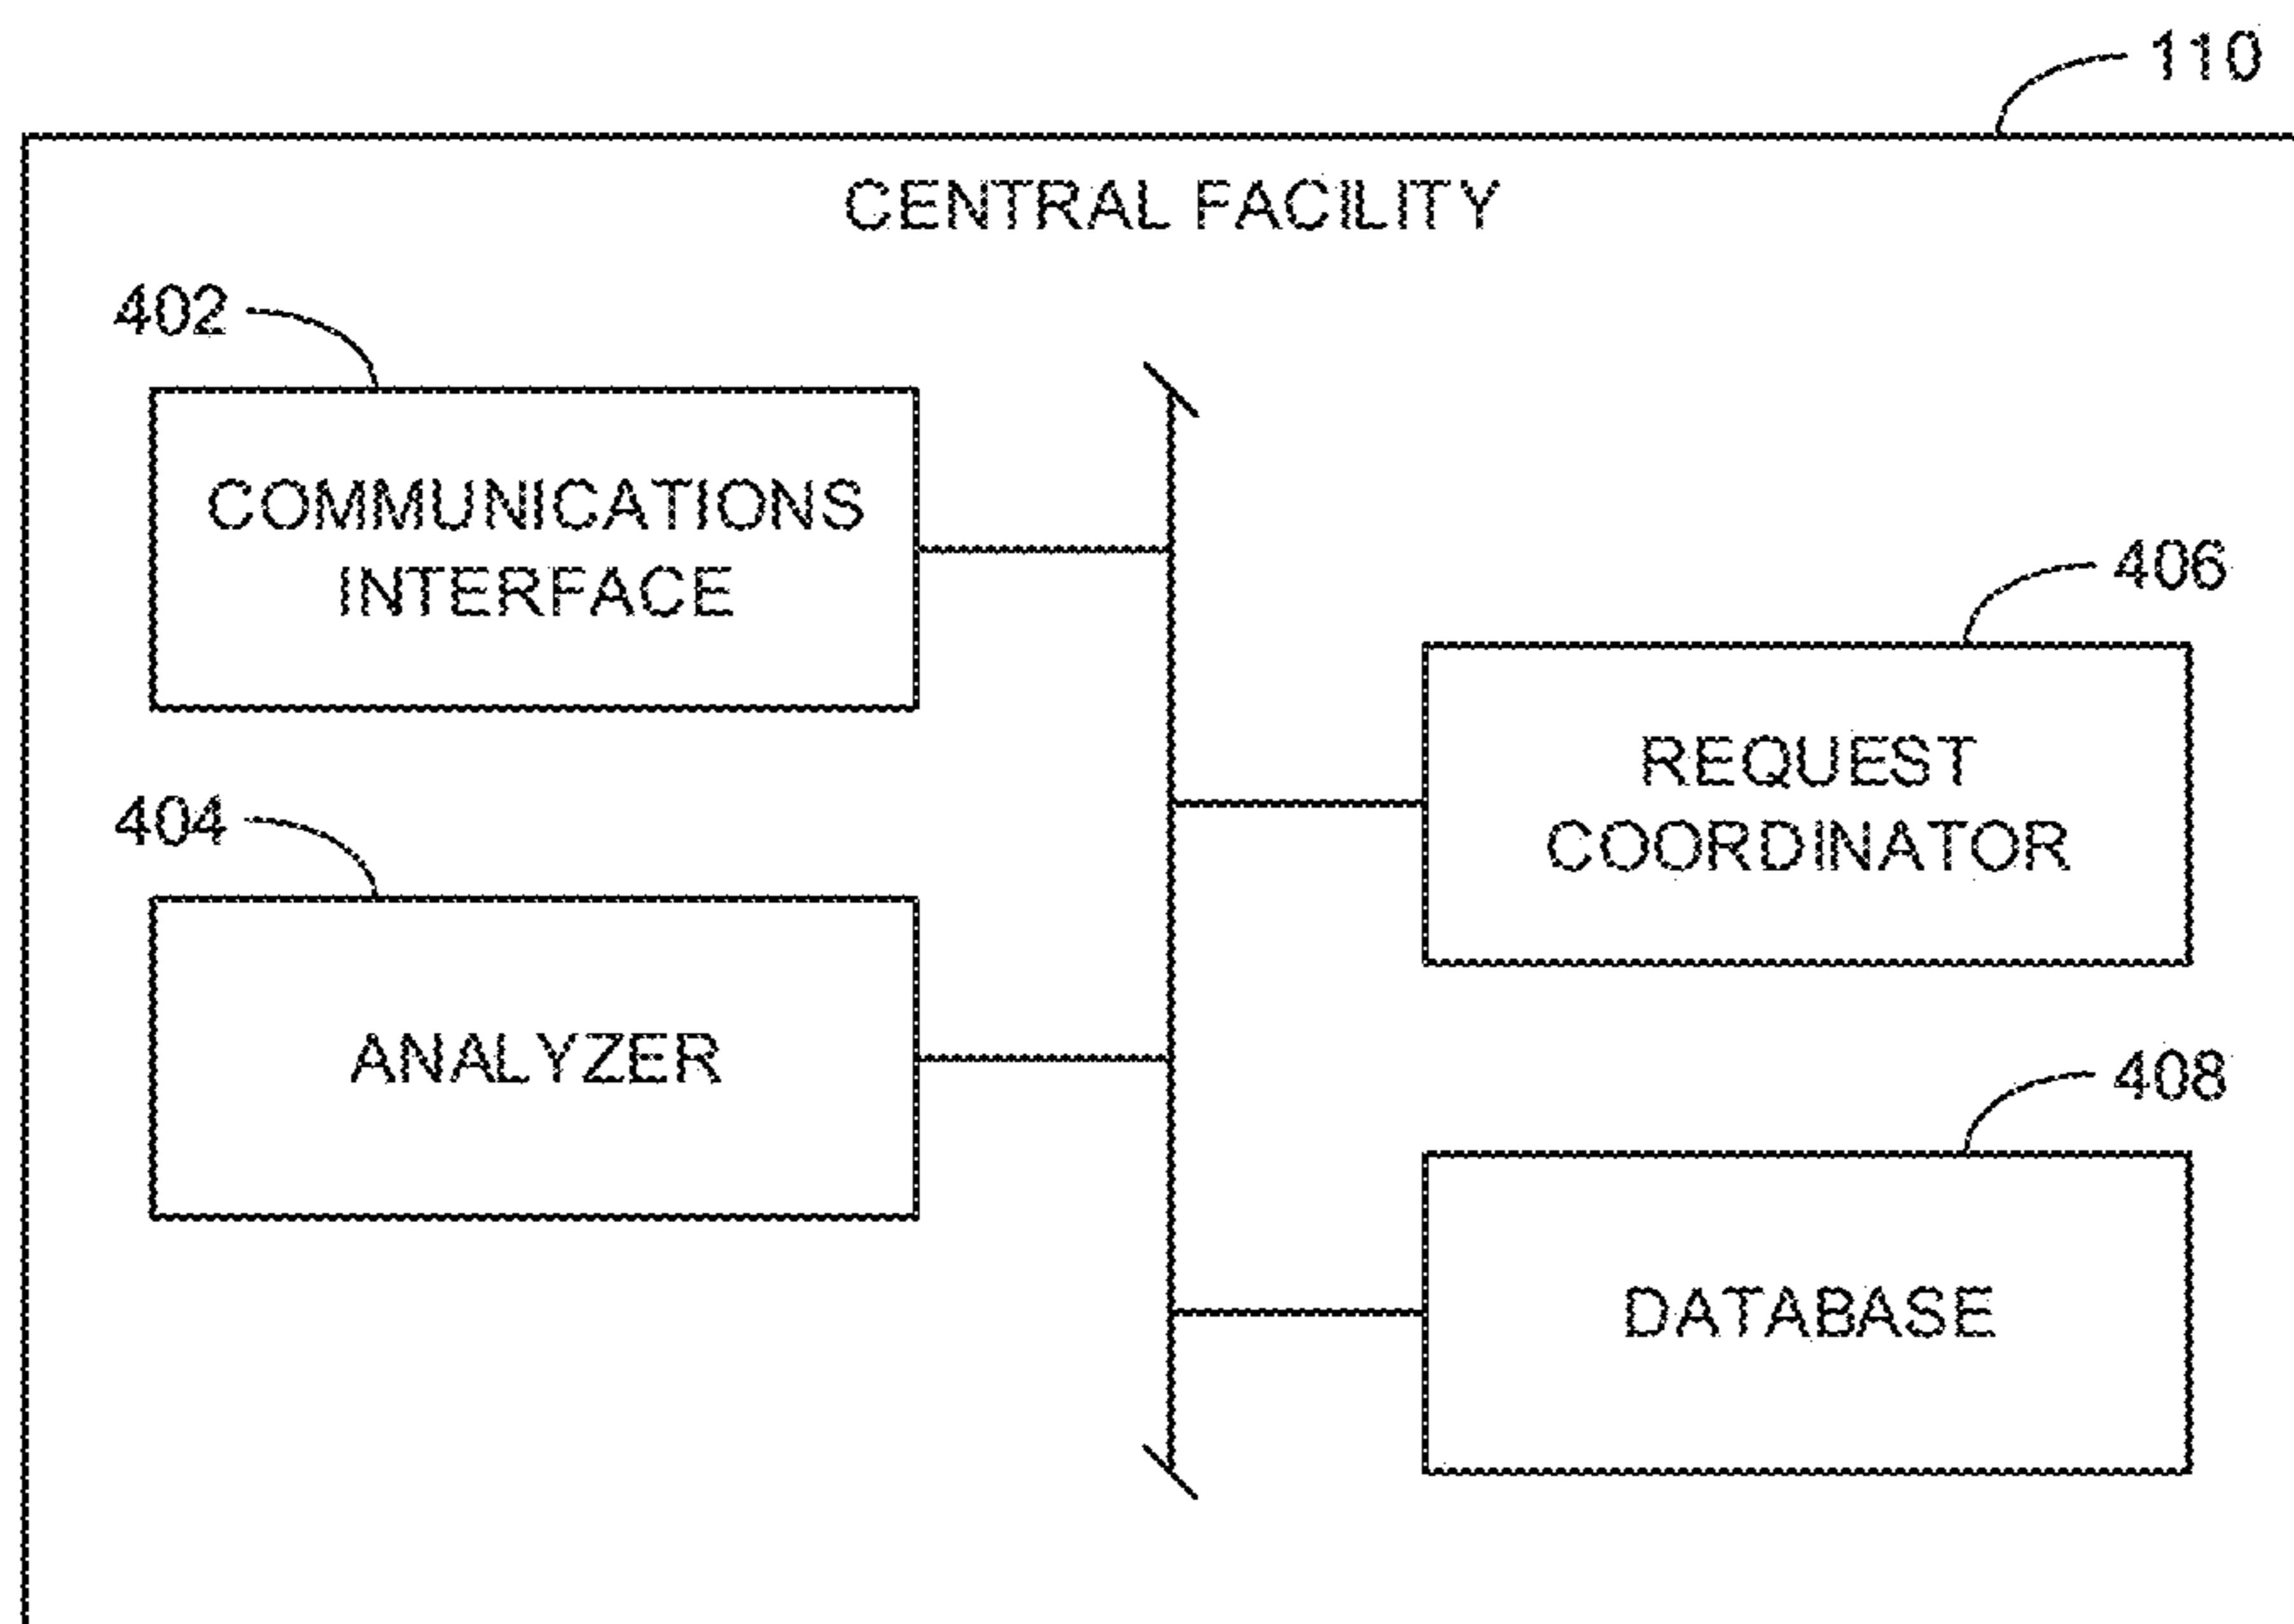 110
CENTRAL FACILITY
402
COMMUNICATIONS
INTERFACE
406
REQUEST
COORDINATOR
404
ANALYZER
408
DATABASE